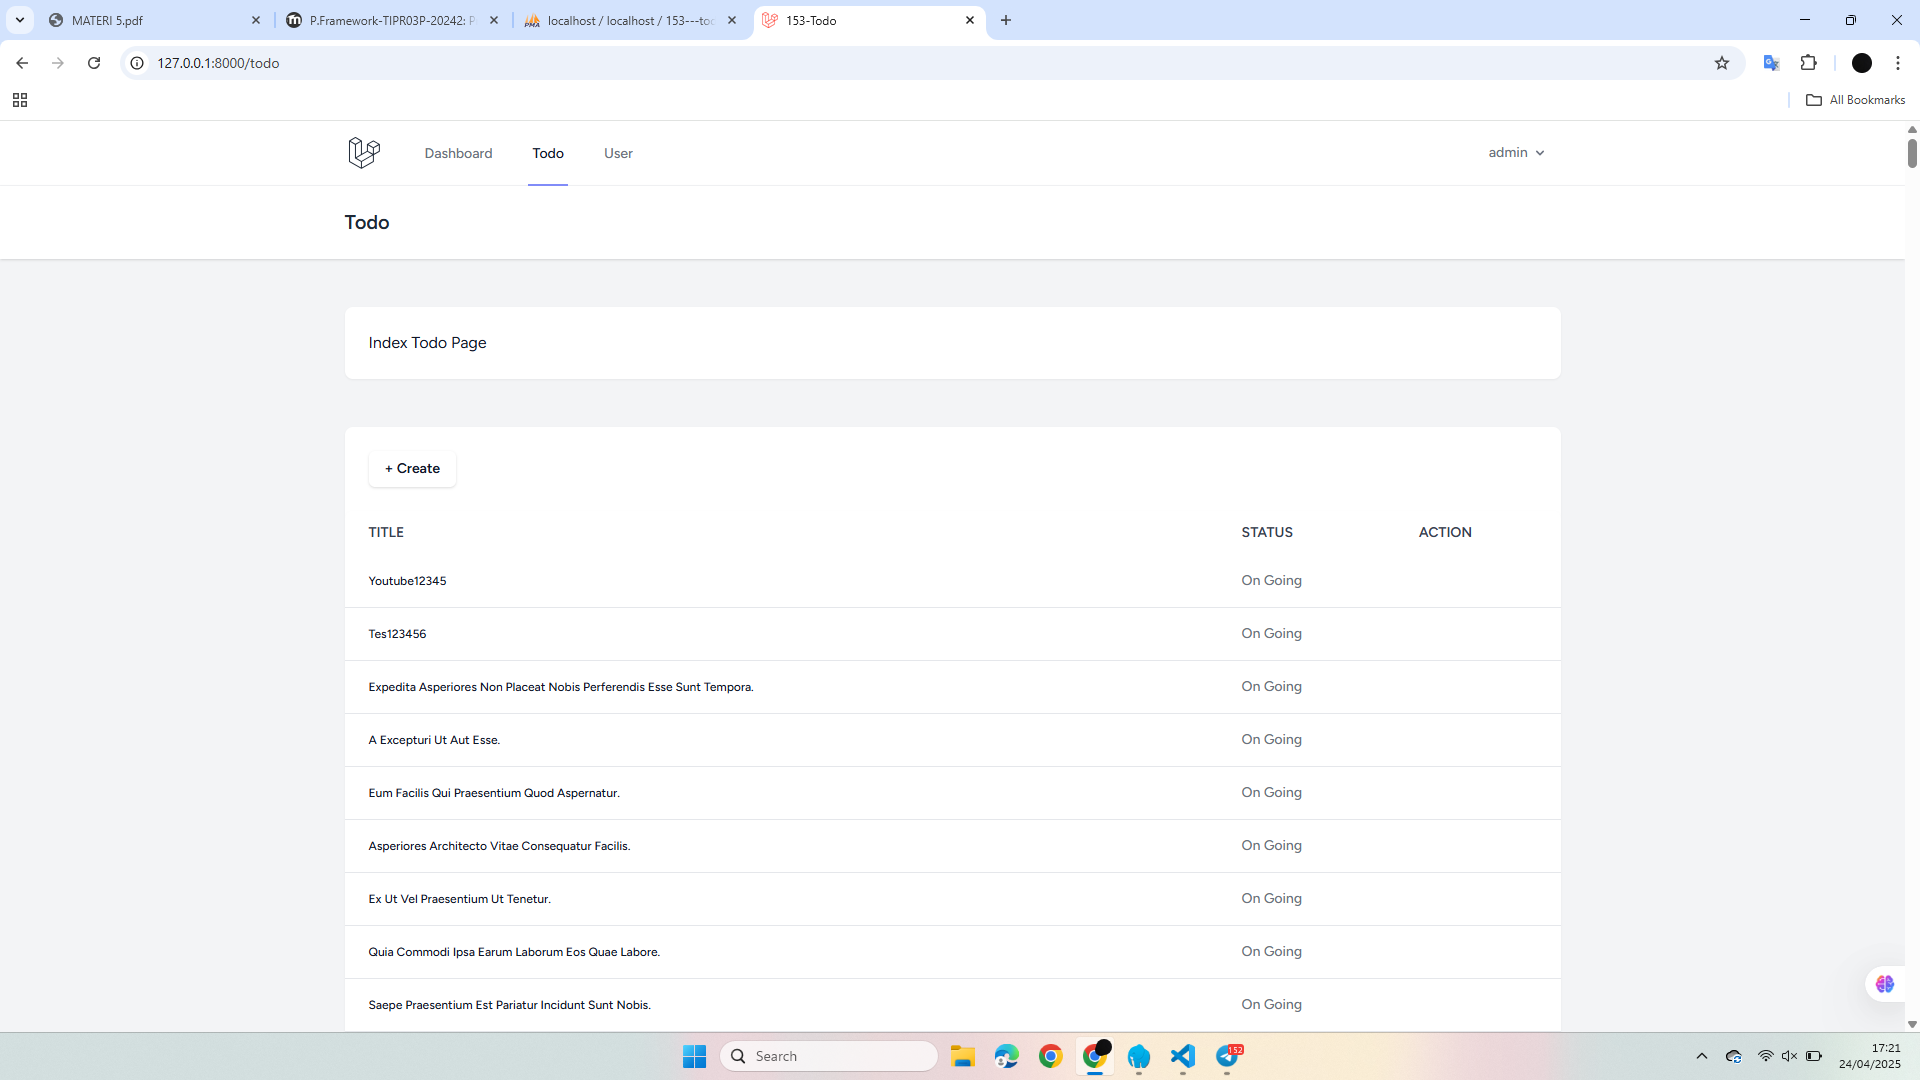 MATERI 5.pdf
P.Framework-TIPR03P-20242: P
localhost / localhost / 153---tod
153-Todo
127.0.0.1:8000/todo
All Bookmarks
Dashboard
Todo
User
admin
Todo
Index Todo Page
+ Create
TITLE
STATUS
ACTION
Youtube12345
On Going
Tes123456
On Going
Expedita Asperiores Non Placeat Nobis Perferendis Esse Sunt Tempora.
On Going
A Excepturi Ut Aut Esse.
On Going
Eum Facilis Qui Praesentium Quod Aspernatur.
On Going
Asperiores Architecto Vitae Consequatur Facilis.
On Going
Ex Ut Vel Praesentium Ut Tenetur.
On Going
Quia Commodi Ipsa Earum Laborum Eos Quae Labore.
On Going
Saepe Praesentium Est Pariatur Incidunt Sunt Nobis.
On Going
Search
152
17:21
24/04/2025